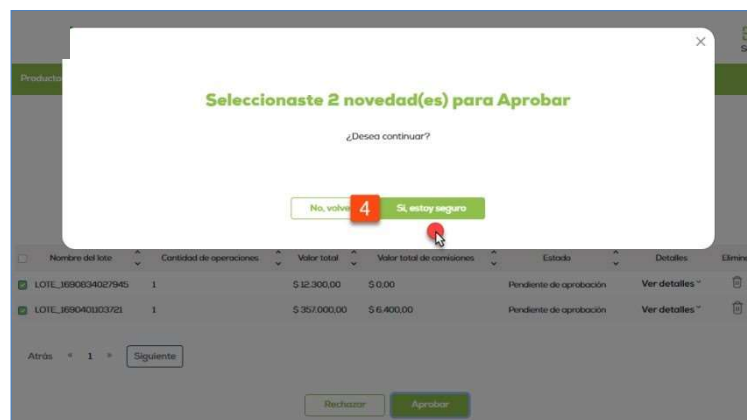 Seleccionaste 2 novedad(es) para Aprobar
¿Desea continuar?
No, volve 4 Sí, estoy seguro
Nombre del lote Cantidad de operaciones Valor total Valor total de comisiones Estado Detalles
LOTE_1690834027945 1 $ 12.300,00 $ 0,00 Pendiente de aprobación Ver detalles
LOTE_1690401103721 1 $ 357.000,00 $ 6.400,00 Pendiente de aprobación Ver detalles
Atrás « 1 » Siguiente
Rechazar Aprobar